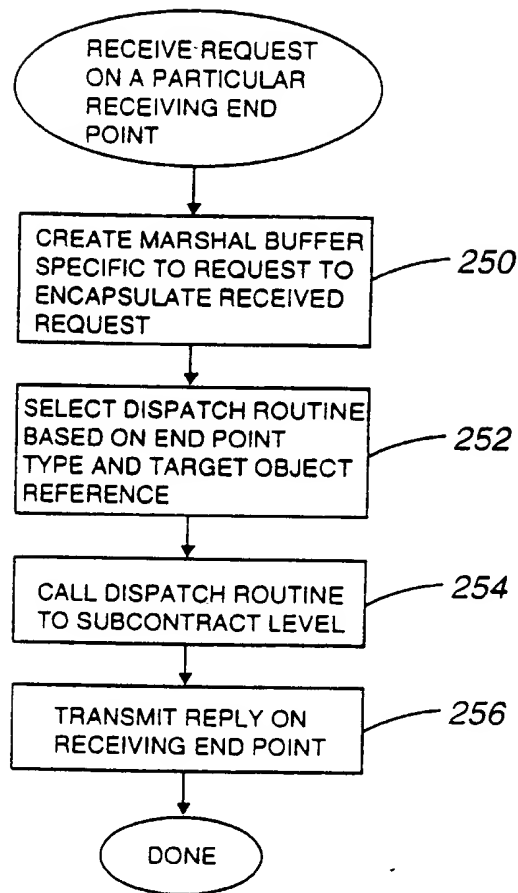 RECEIVE REQUEST
ON A PARTICULAR
RECEIVING END
POINT
CREATE MARSHAL BUFFER
SPECIFIC TO REQUEST TO
ENCAPSULATE RECEIVED
REQUEST
250
SELECT DISPATCH ROUTINE
BASED ON END POINT
TYPE AND TARGET OBJECT
REFERENCE
252
CALL DISPATCH ROUTINE
TO SUBCONTRACT LEVEL
254
TRANSMIT REPLY ON
RECEIVING END POINT
256
DONE